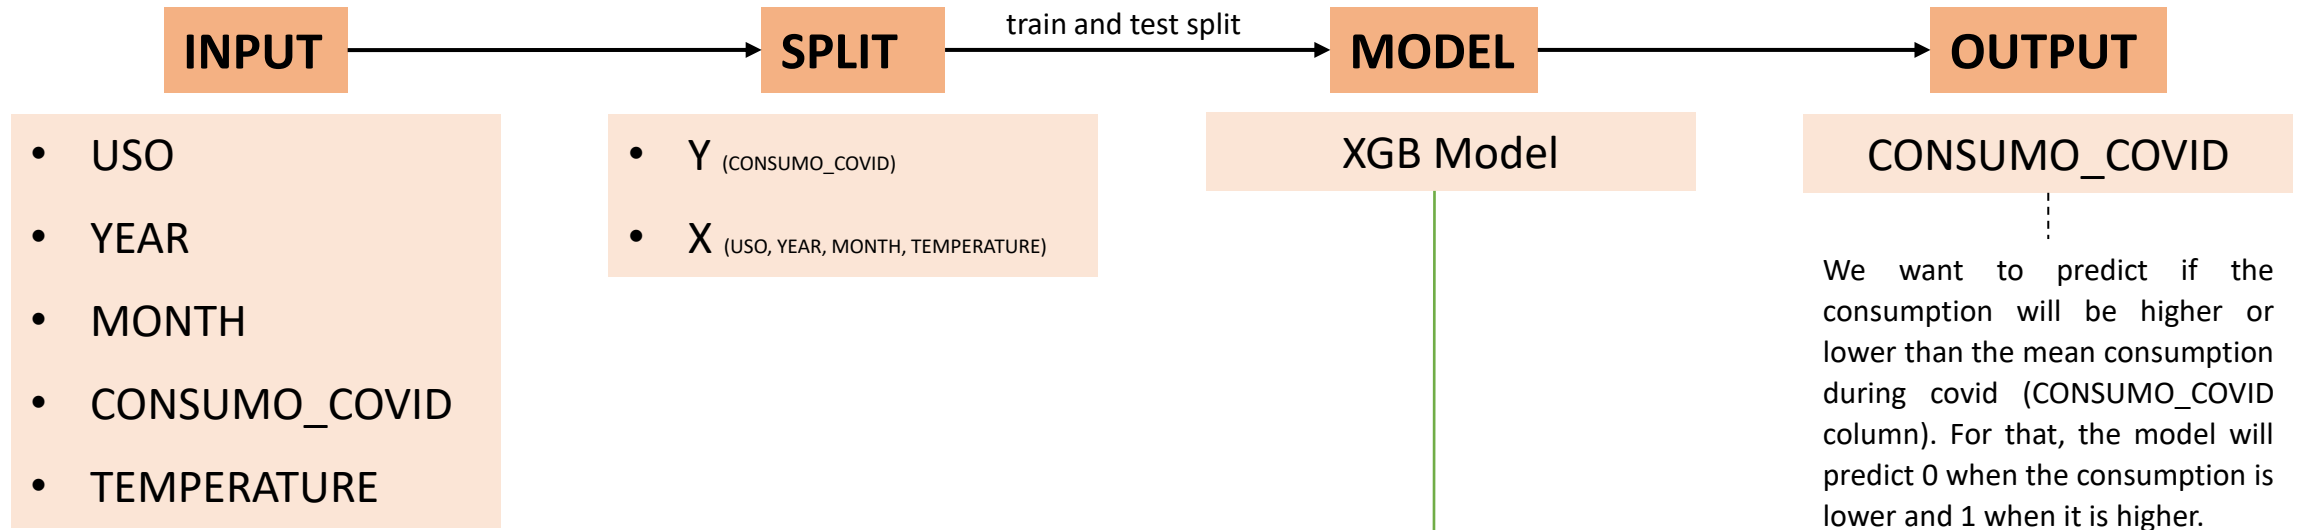 INPUT
SPLIT
train and test split
MODEL
OUTPUT
• USO
• YEAR
• MONTH
• CONSUMO_COVID
• TEMPERATURE
• Y (CONSUMO_COVID)
• X (USO, YEAR, MONTH, TEMPERATURE)
XGB Model
CONSUMO_COVID
We want to predict if the
consumption will be higher or
lower than the mean consumption
during covid (CONSUMO_COVID
column). For that, the model will
predict 0 when the consumption is
lower and 1 when it is higher.